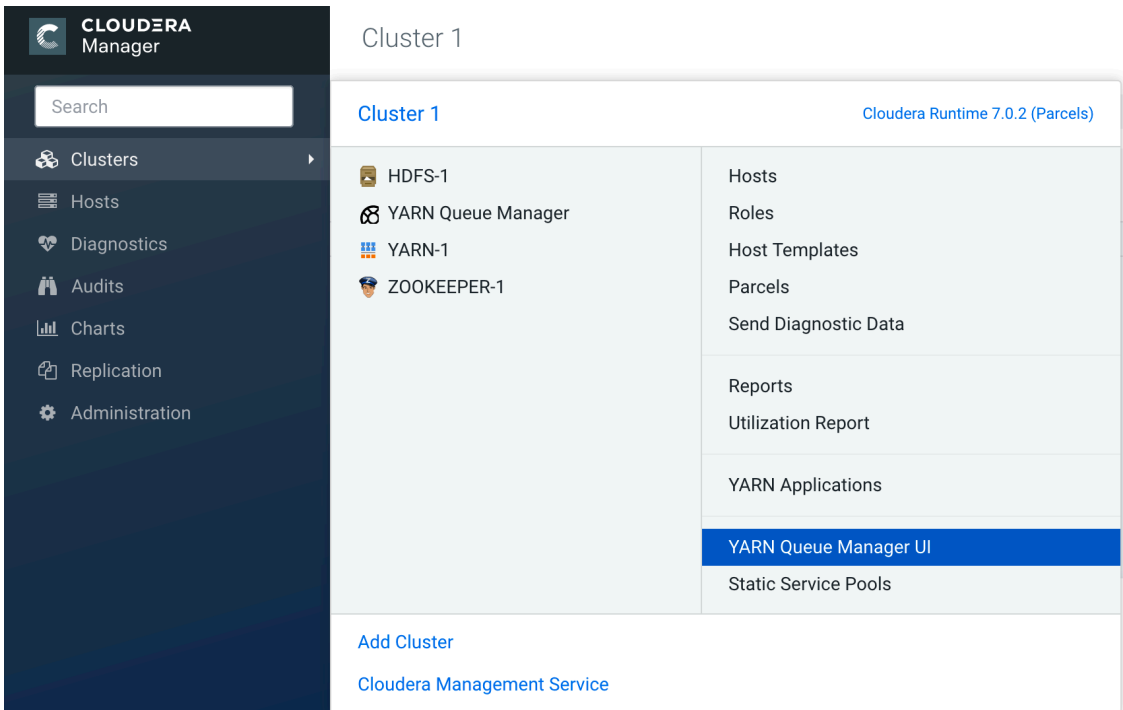 CLOUDERA
Manager
Search
Clusters
Hosts
Diagnostics
Audits
Charts
Replication
Administration
Cluster 1
Cluster 1
Cloudera Runtime 7.0.2 (Parcels)
HDFS-1
YARN Queue Manager
YARN-1
ZOOKEEPER-1
Hosts
Roles
Host Templates
Parcels
Send Diagnostic Data
Reports
Utilization Report
YARN Applications
YARN Queue Manager UI
Static Service Pools
Add Cluster
Cloudera Management Service